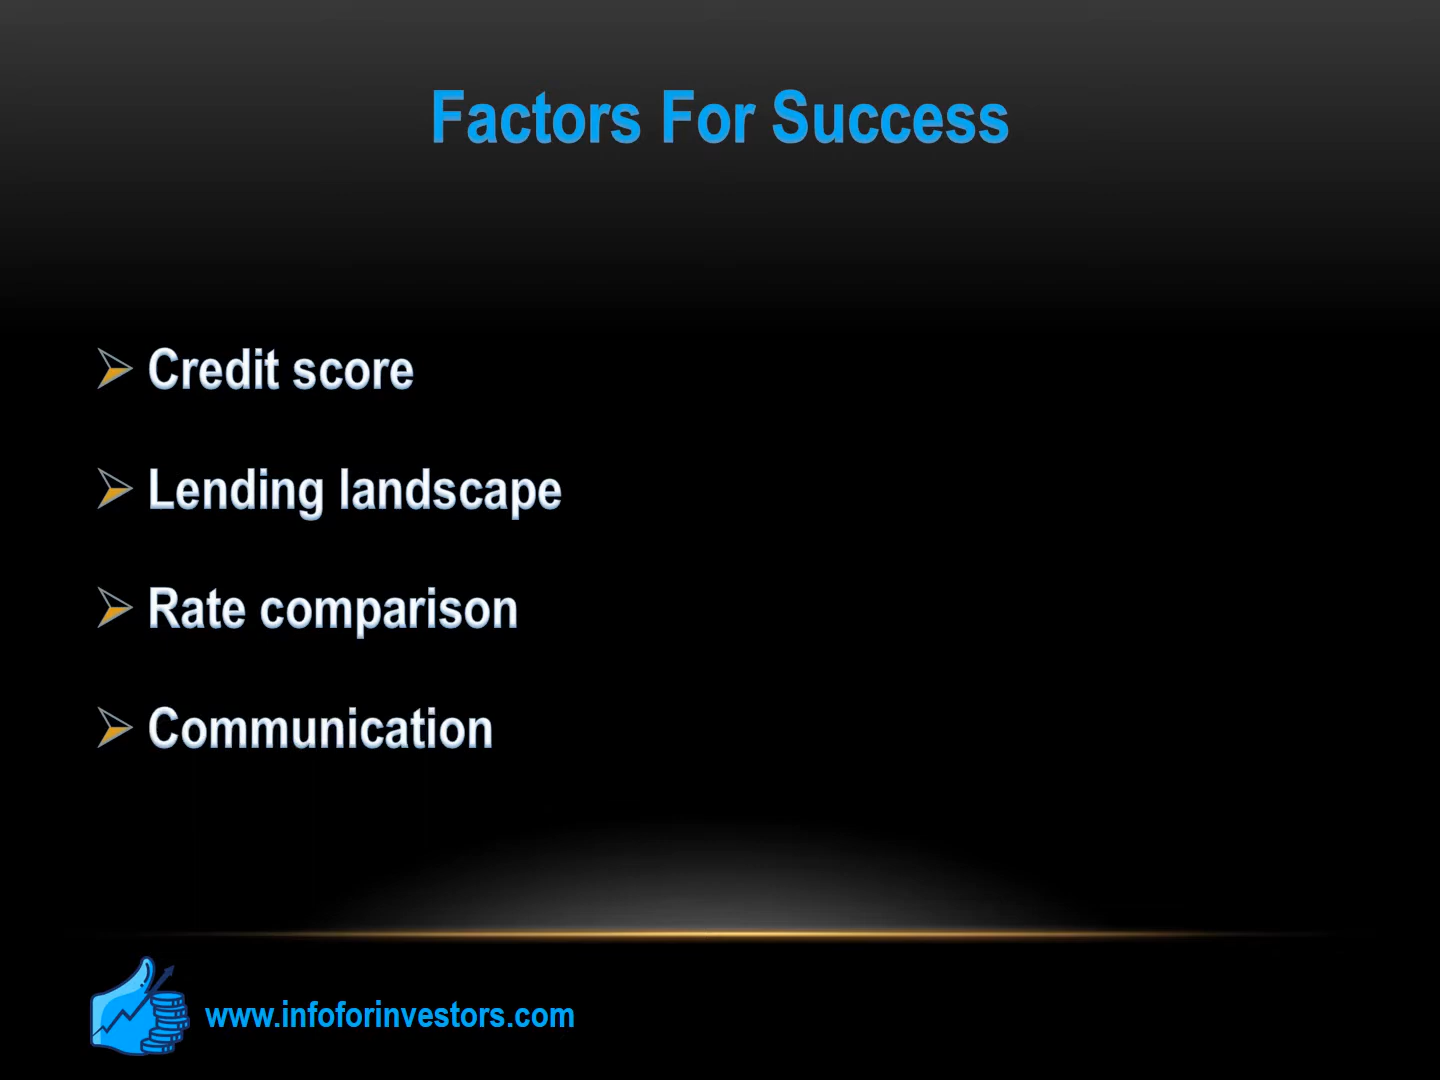 Factors For Success
Credit score
Lending landscape
Rate comparison
Communication
www.infoforinvestors.com